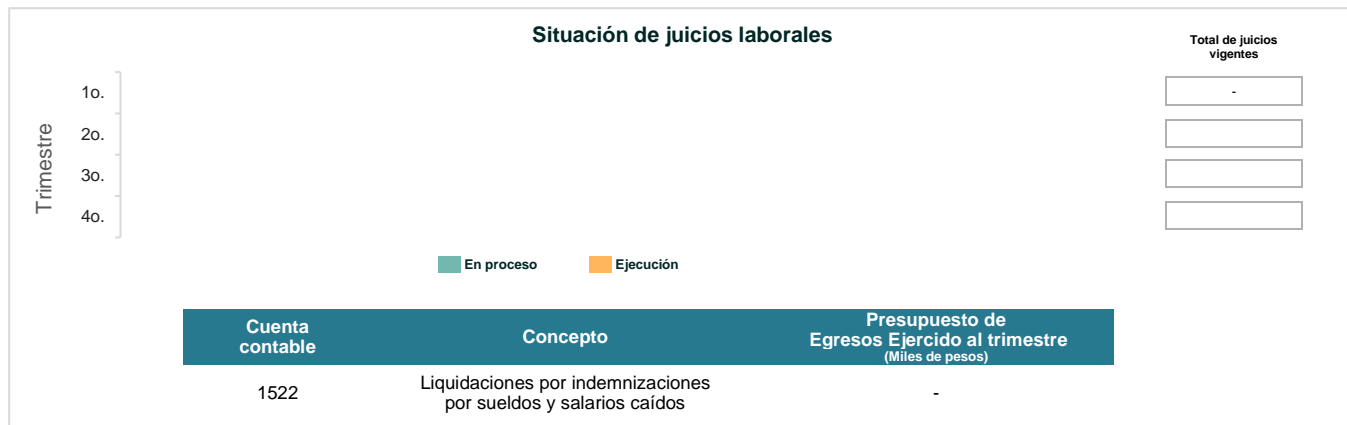 Situación de juicios laborales
Total de juicios
vigentes
Trimestre
1o.
-
2o.
3o.
4o.
En proceso
Ejecución
Cuenta
contable
Concepto
Presupuesto de
Egresos Ejercido al trimestre
(Miles de pesos)
1522
Liquidaciones por indemnizaciones
por sueldos y salarios caídos
-